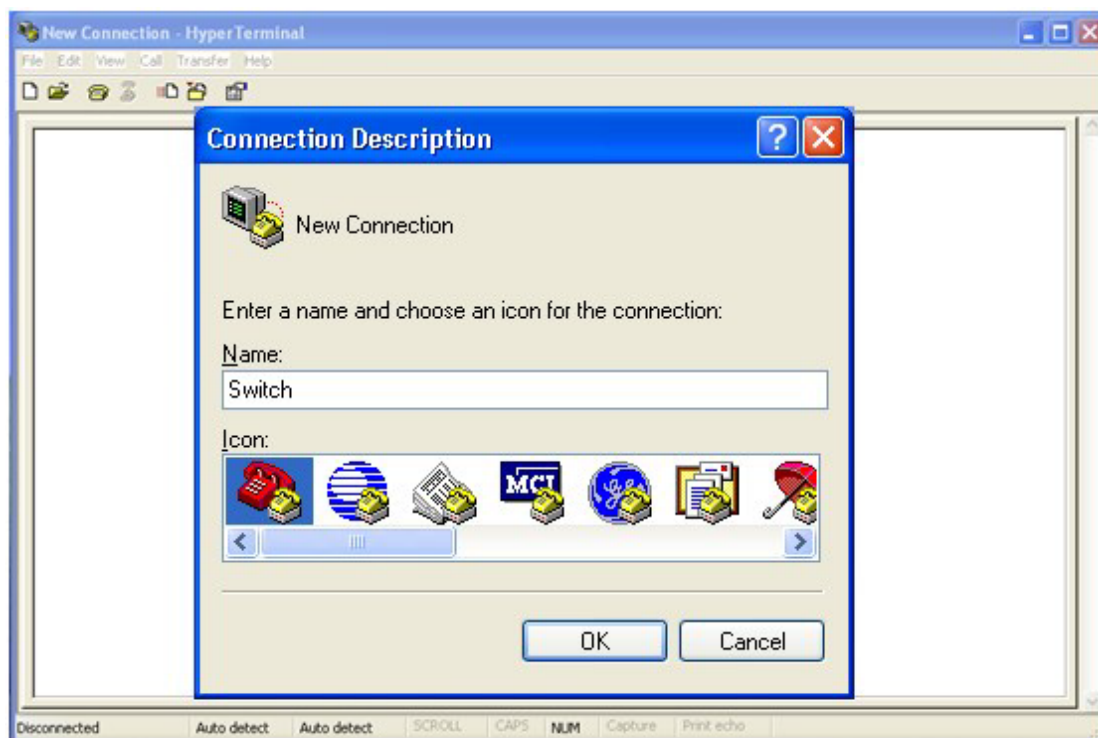 New Connection - HyperTerminal
File Edit View Call Transfer Help
Connection Description
New Connection
Enter a name and choose an icon for the connection:
Name:
Switch
Icon:
MCI
OK Cancel
Disconnected Auto detect Auto detect SCROLL CAPS NUM Capture Print echo